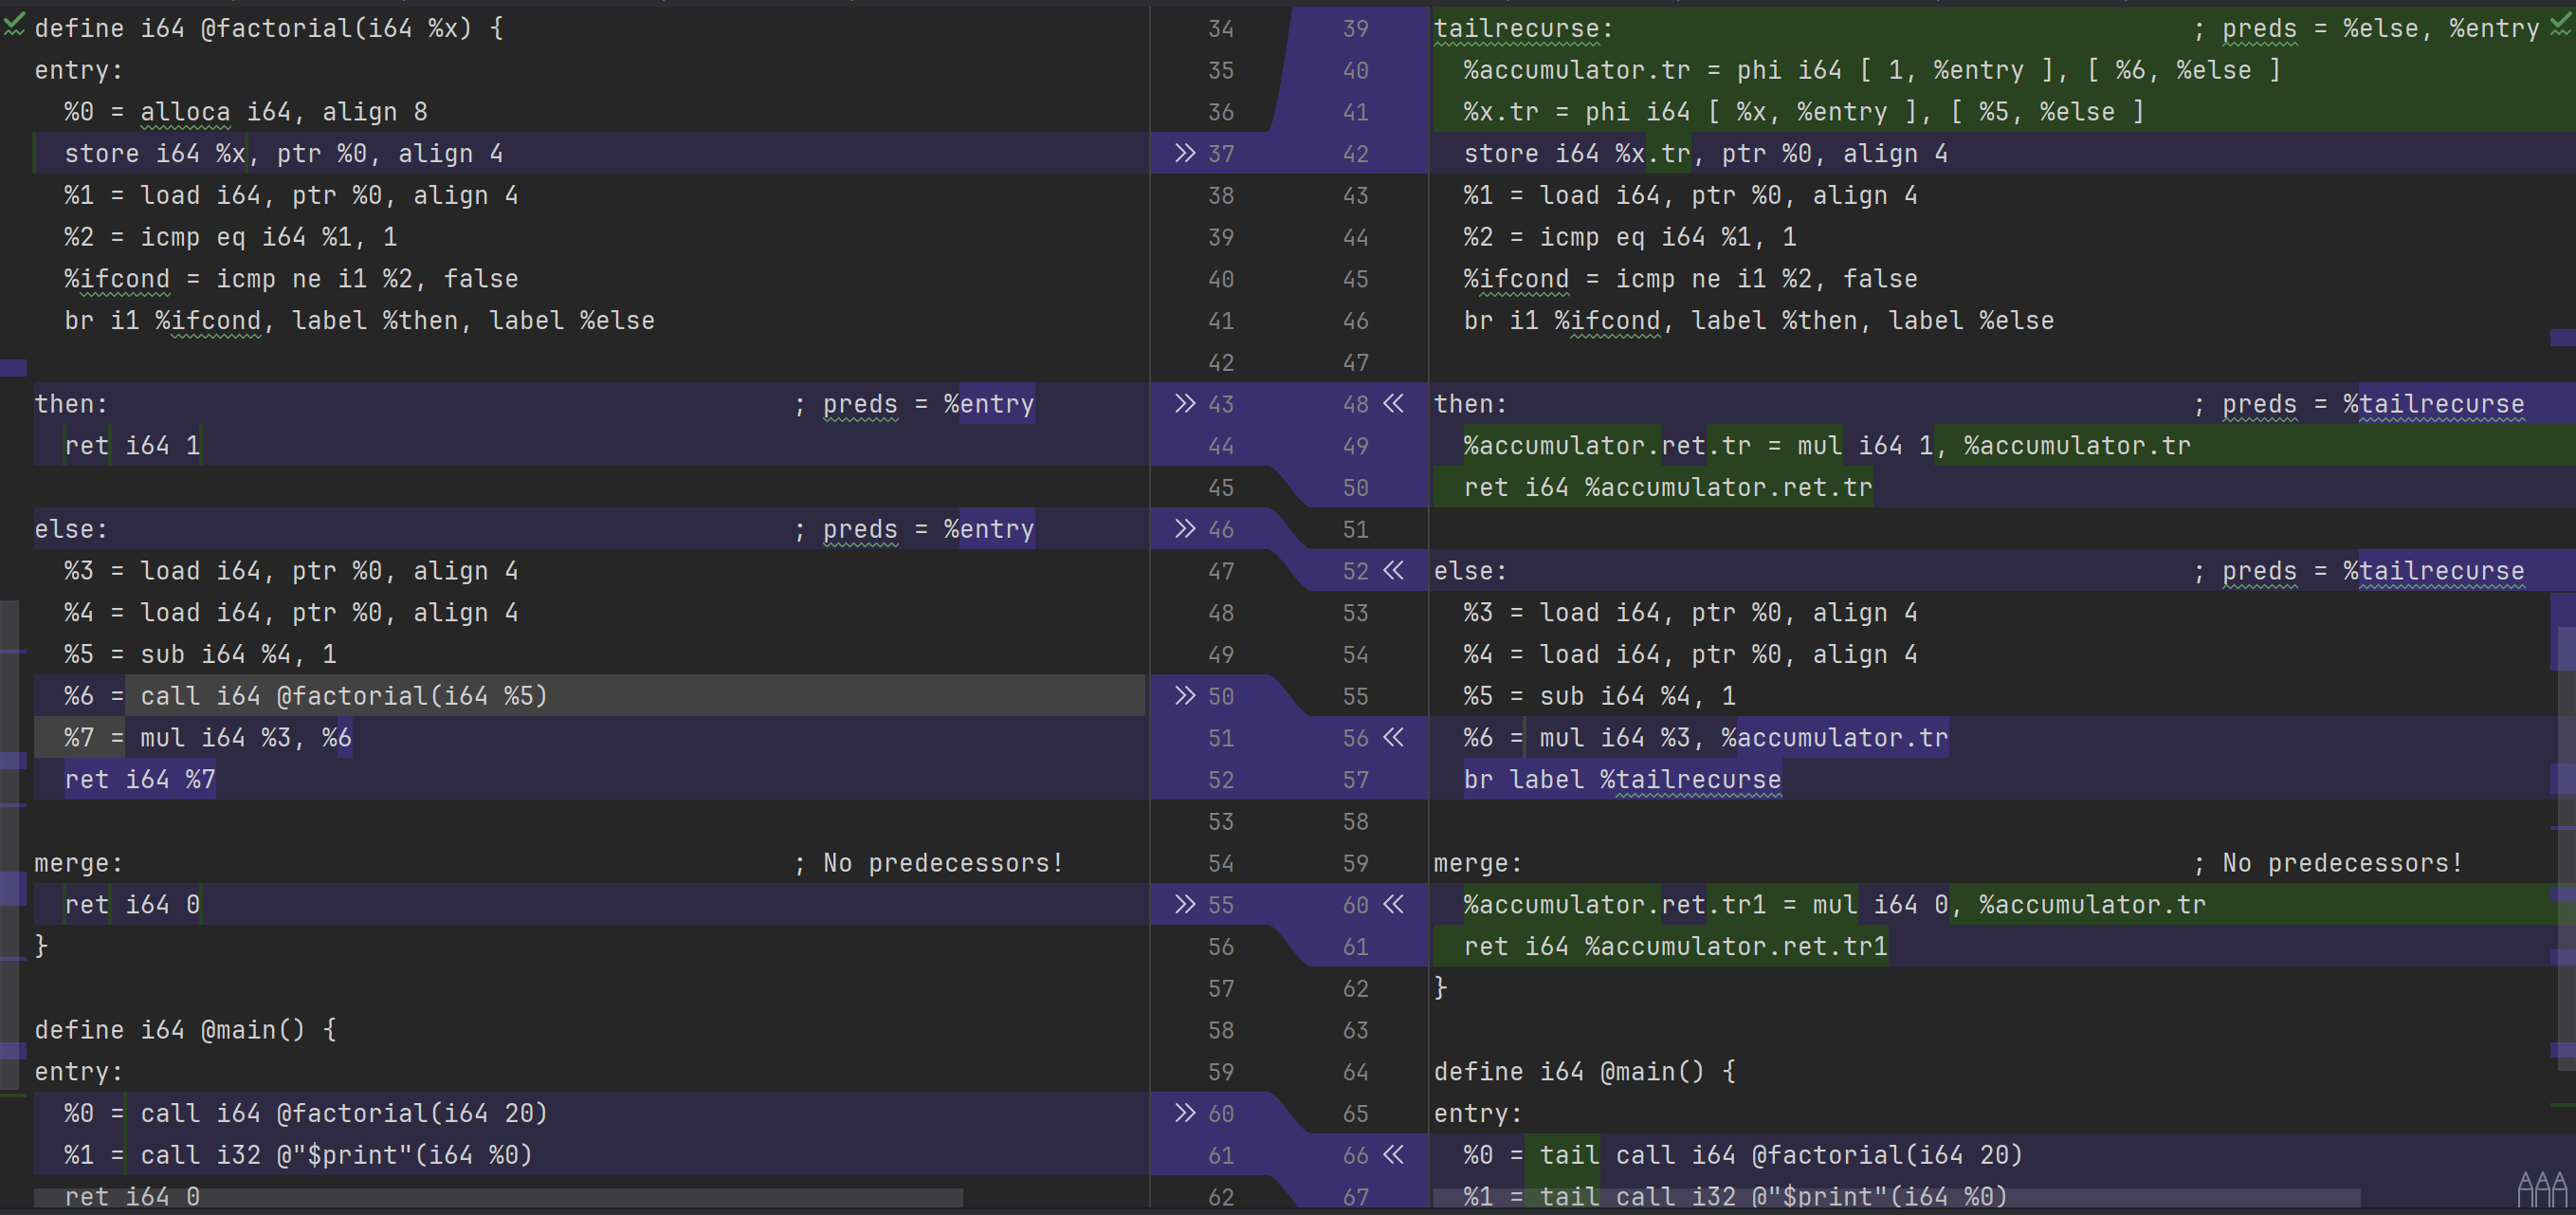 define i64 @factorial(i64 %x) {
entry:
  %0 = alloca i64, align 8
  store i64 %x, ptr %0, align 4
  %1 = load i64, ptr %0, align 4
  %2 = icmp eq i64 %1, 1
  %ifcond = icmp ne i1 %2, false
  br i1 %ifcond, label %then, label %else

then:                                             ; preds = %entry
  ret i64 1

else:                                             ; preds = %entry
  %3 = load i64, ptr %0, align 4
  %4 = load i64, ptr %0, align 4
  %5 = sub i64 %4, 1
  %6 = call i64 @factorial(i64 %5)
  %7 = mul i64 %3, %6
  ret i64 %7

merge:                                            ; No predecessors!
  ret i64 0
}

define i64 @main() {
entry:
  %0 = call i64 @factorial(i64 20)
  %1 = call i32 @"$print"(i64 %0)
  ret i64 0
34 39
35 40
36 41
>> 37 42
38 43
39 44
40 45
41 46
42 47
>> 43 48 <<
44 49
45 50
>> 46 51
47 52 <<
48 53
49 54
>> 50 55
51 56 <<
52 57
53 58
54 59
>> 55 60 <<
56 61
57 62
58 63
59 64
>> 60 65
61 66 <<
62 67
tailrecurse:                                      ; preds = %else, %entry
  %accumulator.tr = phi i64 [ 1, %entry ], [ %6, %else ]
  %x.tr = phi i64 [ %x, %entry ], [ %5, %else ]
  store i64 %x.tr, ptr %0, align 4
  %1 = load i64, ptr %0, align 4
  %2 = icmp eq i64 %1, 1
  %ifcond = icmp ne i1 %2, false
  br i1 %ifcond, label %then, label %else

then:                                             ; preds = %tailrecurse
  %accumulator.ret.tr = mul i64 1, %accumulator.tr
  ret i64 %accumulator.ret.tr

else:                                             ; preds = %tailrecurse
  %3 = load i64, ptr %0, align 4
  %4 = load i64, ptr %0, align 4
  %5 = sub i64 %4, 1
  %6 = mul i64 %3, %accumulator.tr
  br label %tailrecurse

merge:                                            ; No predecessors!
  %accumulator.ret.tr1 = mul i64 0, %accumulator.tr
  ret i64 %accumulator.ret.tr1
}

define i64 @main() {
entry:
  %0 = tail call i64 @factorial(i64 20)
  %1 = tail call i32 @"$print"(i64 %0)